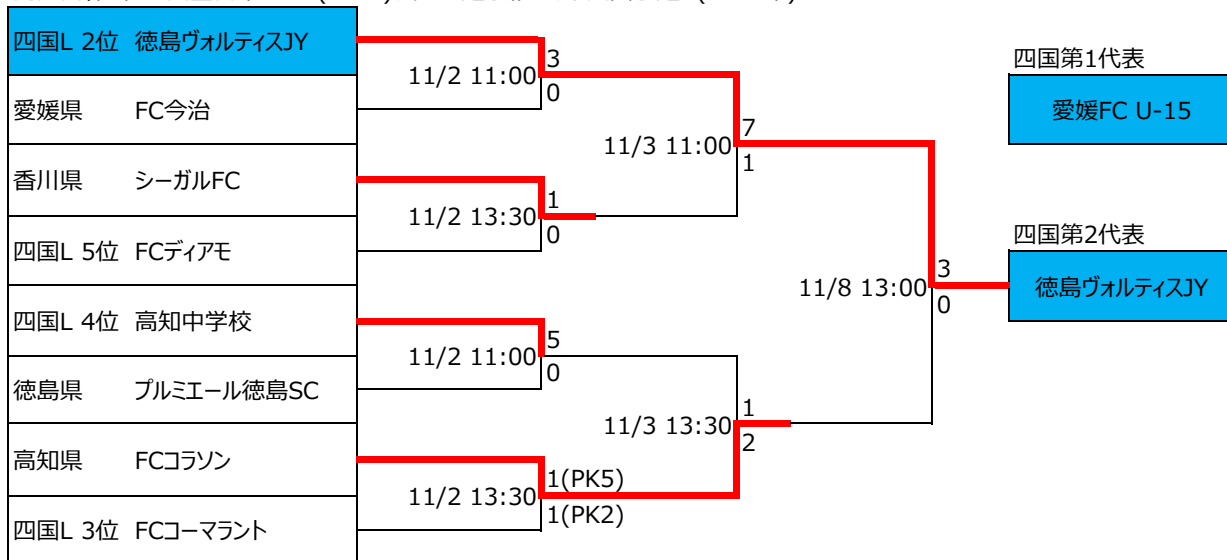 四国L 2位 徳島ヴォルティスJY
愛媛県 FC今治
香川県 シーガルFC
四国L 5位 FCディアモ
四国L 4位 高知中学校
徳島県 プルミエール徳島SC
高知県 FCコラソン
四国L 3位 FCコーマラント
11/2 11:00
3
0
11/2 13:30
1
0
11/2 11:00
5
0
11/2 13:30
1(PK5)
1(PK2)
11/3 11:00
7
1
11/3 13:30
1
2
11/8 13:00
3
0
四国第1代表
愛媛FC U-15
四国第2代表
徳島ヴォルティスJY